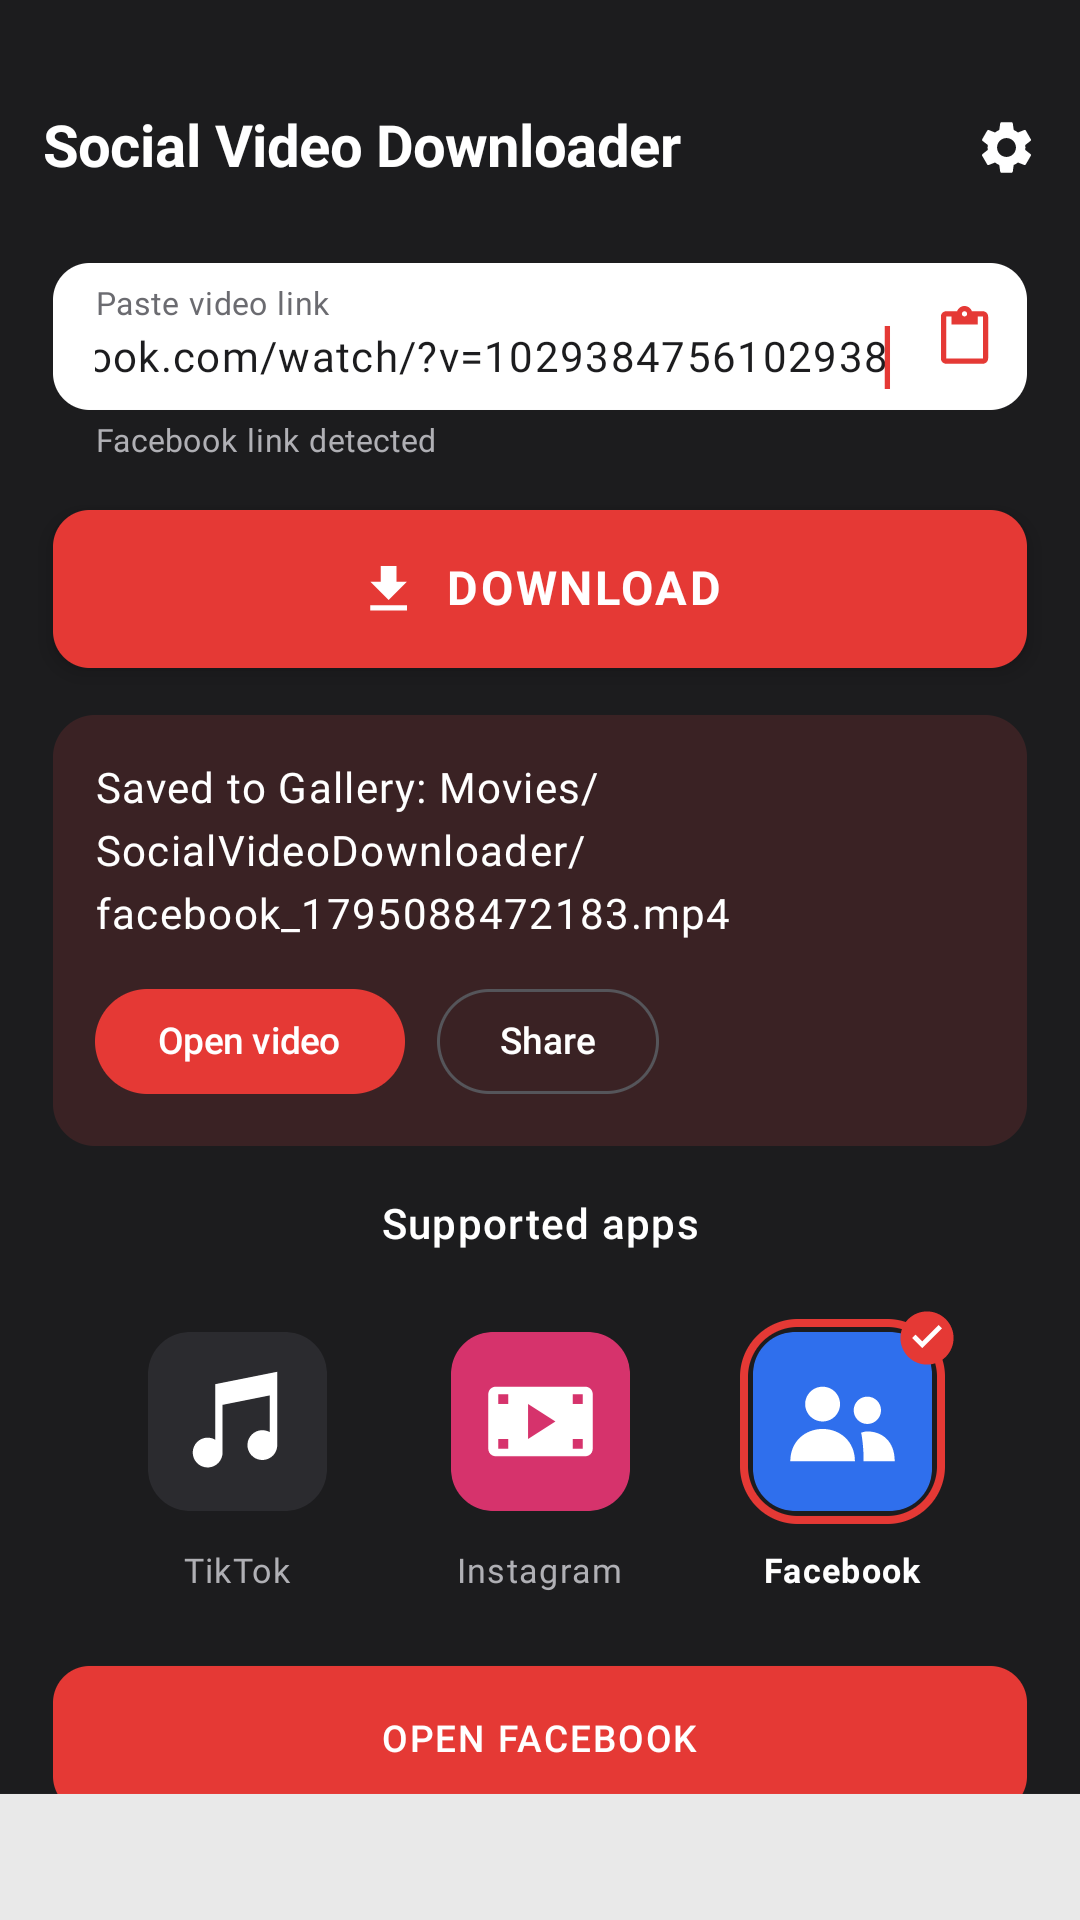 Social Video Downloader
Paste video link
ook.com/watch/?v=1029384756102938
Facebook link detected
DOWNLOAD
Saved to Gallery: Movies/
SocialVideoDownloader/
facebook_1795088472183.mp4
Open video
Share
Supported apps
TikTok
Instagram
Facebook
OPEN FACEBOOK